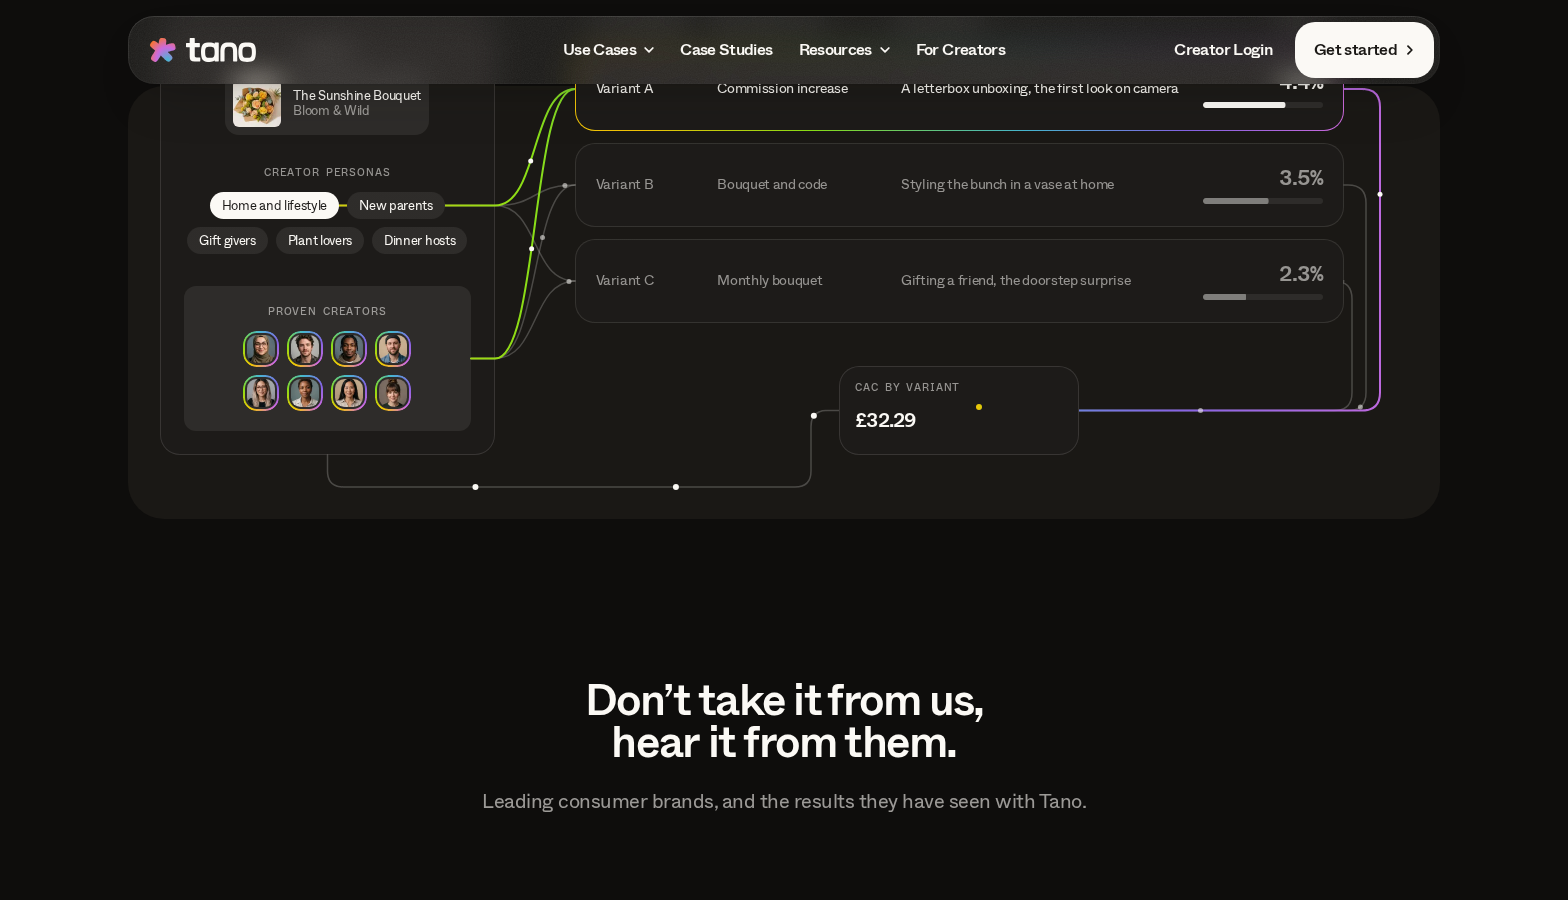 tano
Use Cases
Case Studies
Resources
For Creators
Creator Login
Get started
The Sunshine Bouquet
Bloom & Wild
CREATOR PERSONAS
Home and lifestyle
New parents
Gift givers
Plant lovers
Dinner hosts
PROVEN CREATORS
Variant A
Commission increase
A letterbox unboxing, the first look on camera
4.4%
Variant B
Bouquet and code
Styling the bunch in a vase at home
3.5%
Variant C
Monthly bouquet
Gifting a friend, the doorstep surprise
2.3%
CAC BY VARIANT
£32.29
Don’t take it from us,
hear it from them.
Leading consumer brands, and the results they have seen with Tano.